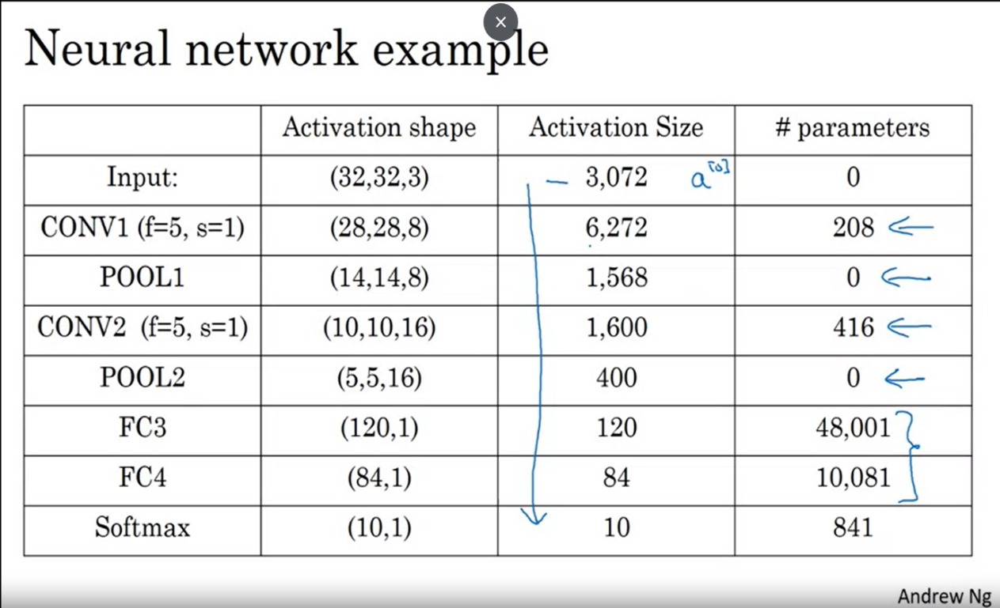 Neural network example
Activation shape Activation Size # parameters
Input: (32,32,3) – 3,072 a[0] 0
CONV1 (f=5, s=1) (28,28,8) 6,272 208 ←
POOL1 (14,14,8) 1,568 0 ←
CONV2 (f=5, s=1) (10,10,16) 1,600 416 ←
POOL2 (5,5,16) 400 0 ←
FC3 (120,1) 120 48,001
FC4 (84,1) 84 10,081
Softmax (10,1) 10 841
Andrew Ng